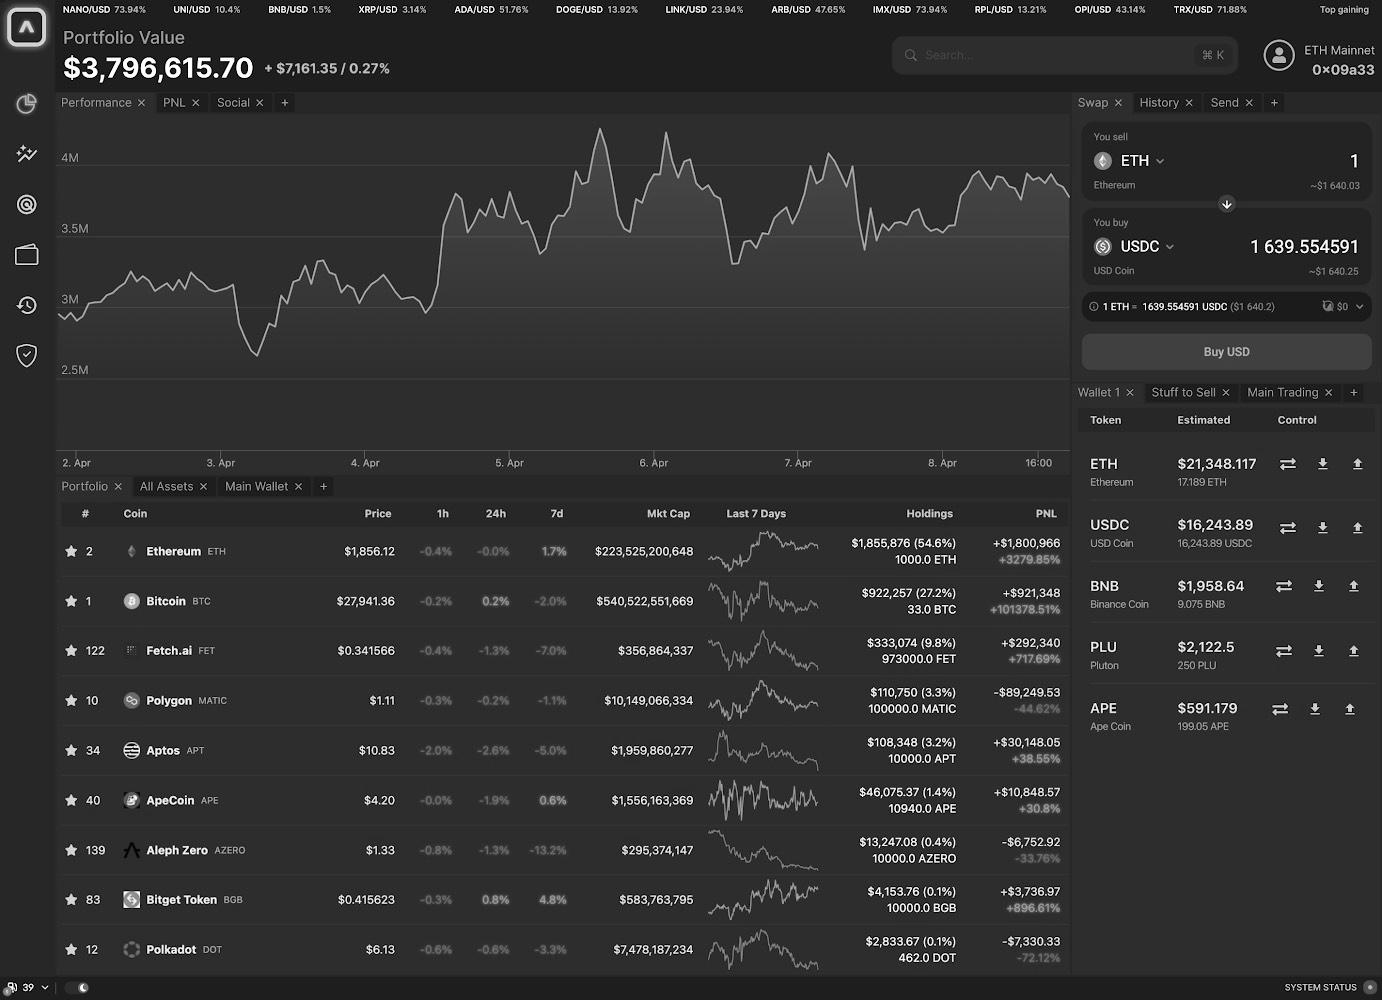 NANO/USD 73.94% UNI/USD 10.4% BNB/USD 1.5% XRP/USD 3.14% ADA/USD 51.76% DOGE/USD 13.92% LINK/USD 23.94% ARB/USD 47.65% IMX/USD 73.94% RPL/USD 13.21% OPI/USD 43.14% TRX/USD 71.88% Top gaining
Portfolio Value
$3,796,615.70 + $7,161.35 / 0.27%
Search... ⌘ K
ETH Mainnet
0×09a33
Performance × PNL × Social × +
4M
3.5M
3M
2.5M
2. Apr 3. Apr 4. Apr 5. Apr 6. Apr 7. Apr 8. Apr 16:00
Swap × History × Send × +
You sell
ETH 1
Ethereum ~$1 640.03
You buy
USDC 1 639.554591
USD Coin ~$1 640.25
1 ETH = 1639.554591 USDC ($1 640.2) $0
Buy USD
Portfolio × All Assets × Main Wallet × +
# Coin Price 1h 24h 7d Mkt Cap Last 7 Days Holdings PNL
2 Ethereum ETH $1,856.12 -0.4% -0.0% 1.7% $223,525,200,648 $1,855,876 (54.6%) +$1,800,966
1000.0 ETH +3279.85%
1 Bitcoin BTC $27,941.36 -0.2% 0.2% -2.0% $540,522,551,669 $922,257 (27.2%) +$921,348
33.0 BTC +101378.51%
122 Fetch.ai FET $0.341566 -0.4% -1.3% -7.0% $356,864,337 $333,074 (9.8%) +$292,340
973000.0 FET +717.69%
10 Polygon MATIC $1.11 -0.3% -0.2% -1.1% $10,149,066,334 $110,750 (3.3%) -$89,249.53
100000.0 MATIC -44.62%
34 Aptos APT $10.83 -2.0% -2.6% -5.0% $1,959,860,277 $108,348 (3.2%) +$30,148.05
10000.0 APT +38.55%
40 ApeCoin APE $4.20 -0.0% -1.9% 0.6% $1,556,163,369 $46,075.37 (1.4%) +$10,848.57
10940.0 APE +30.8%
139 Aleph Zero AZERO $1.33 -0.8% -1.3% -13.2% $295,374,147 $13,247.08 (0.4%) -$6,752.92
10000.0 AZERO -33.76%
83 Bitget Token BGB $0.415623 -0.3% 0.8% 4.8% $583,763,795 $4,153.76 (0.1%) +$3,736.97
10000.0 BGB +896.61%
12 Polkadot DOT $6.13 -0.6% -0.6% -3.3% $7,478,187,234 $2,833.67 (0.1%) -$7,330.33
462.0 DOT -72.12%
Wallet 1 × Stuff to Sell × Main Trading × +
Token Estimated Control
ETH $21,348.117
Ethereum 17.189 ETH
USDC $16,243.89
USD Coin 16,243.89 USDC
BNB $1,958.64
Binance Coin 9.075 BNB
PLU $2,122.5
Pluton 250 PLU
APE $591.179
Ape Coin 199.05 APE
39
SYSTEM STATUS